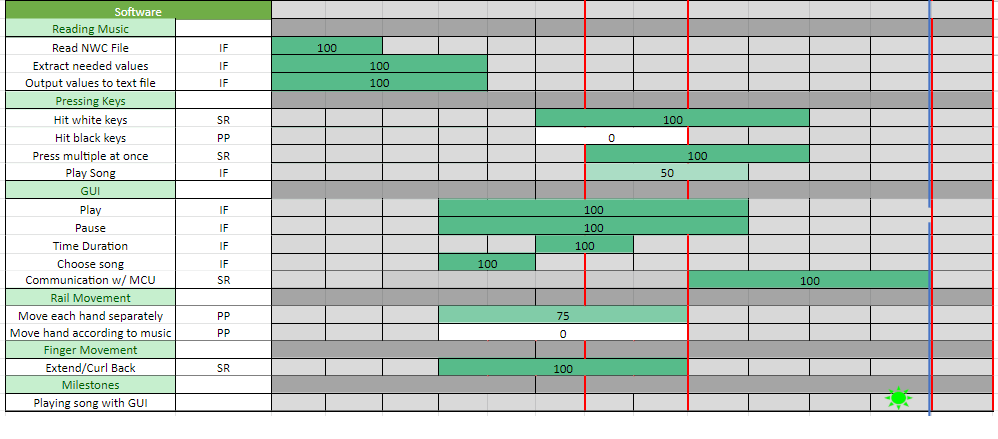 Software
Reading Music
Read NWC File IF 100
Extract needed values IF 100
Output values to text file IF 100
Pressing Keys
Hit white keys SR 100
Hit black keys PP 0
Press multiple at once SR 100
Play Song IF 50
GUI
Play IF 100
Pause IF 100
Time Duration IF 100
Choose song IF 100
Communication w/ MCU SR 100
Rail Movement
Move each hand separately PP 75
Move hand according to music PP 0
Finger Movement
Extend/Curl Back SR 100
Milestones
Playing song with GUI